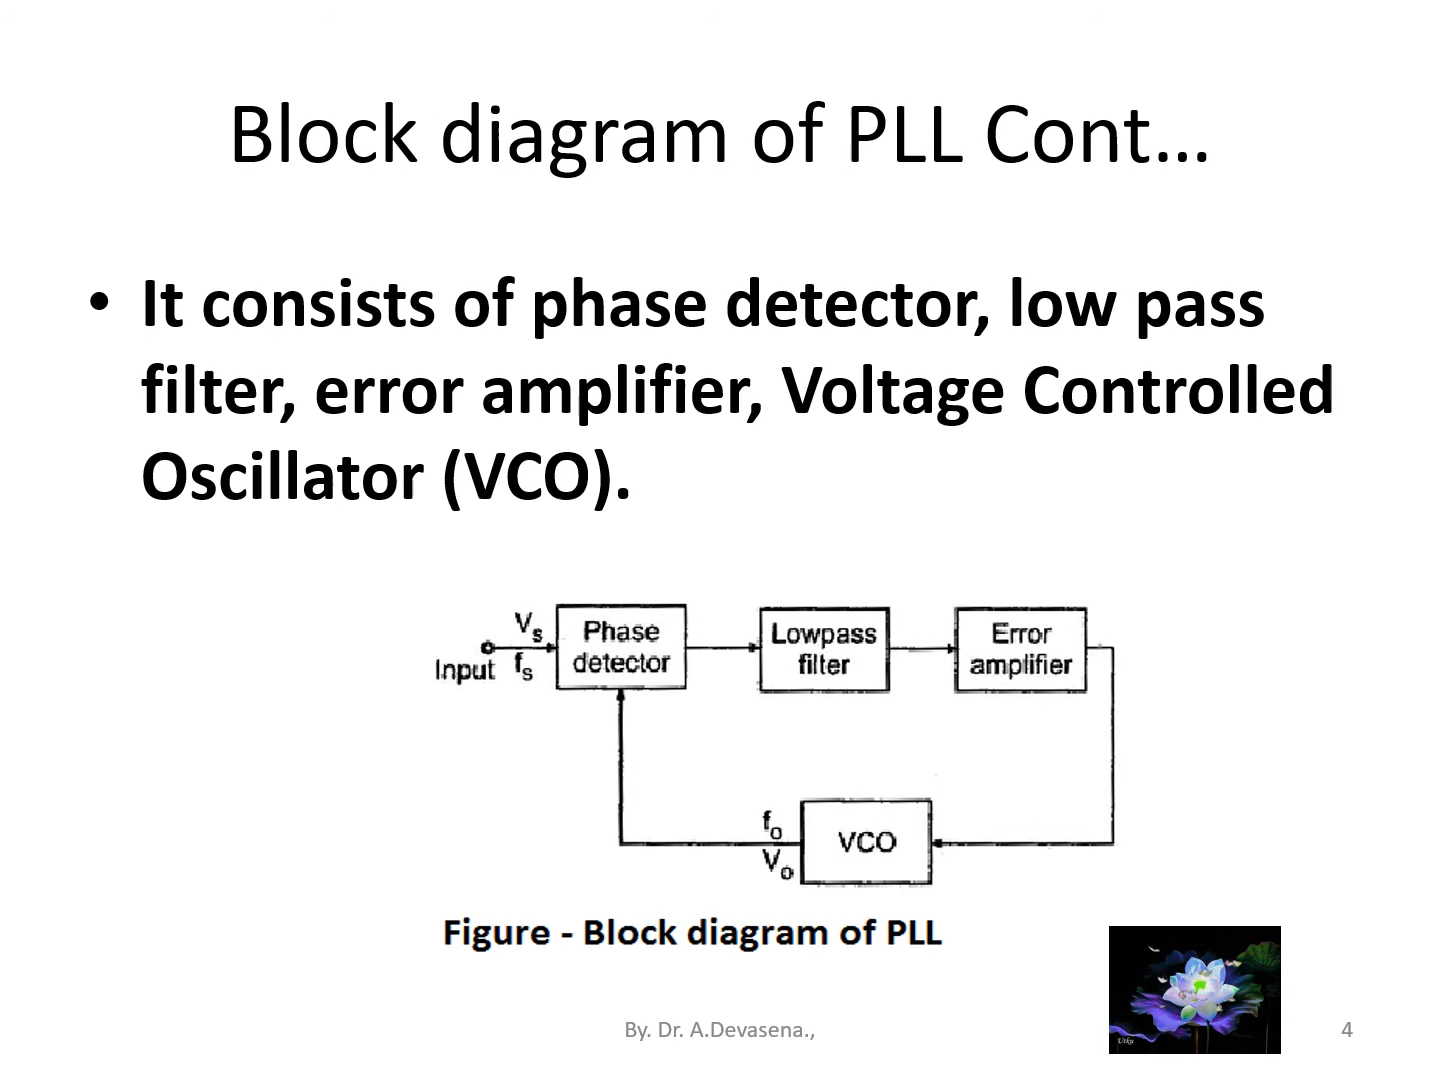 Block diagram of PLL Cont…
• It consists of phase detector, low pass
filter, error amplifier, Voltage Controlled
Oscillator (VCO).
Vs
Input fs
Phase
detector
Lowpass
filter
Error
amplifier
fo
Vo
VCO
Figure - Block diagram of PLL
Utku
By. Dr. A.Devasena.,
4